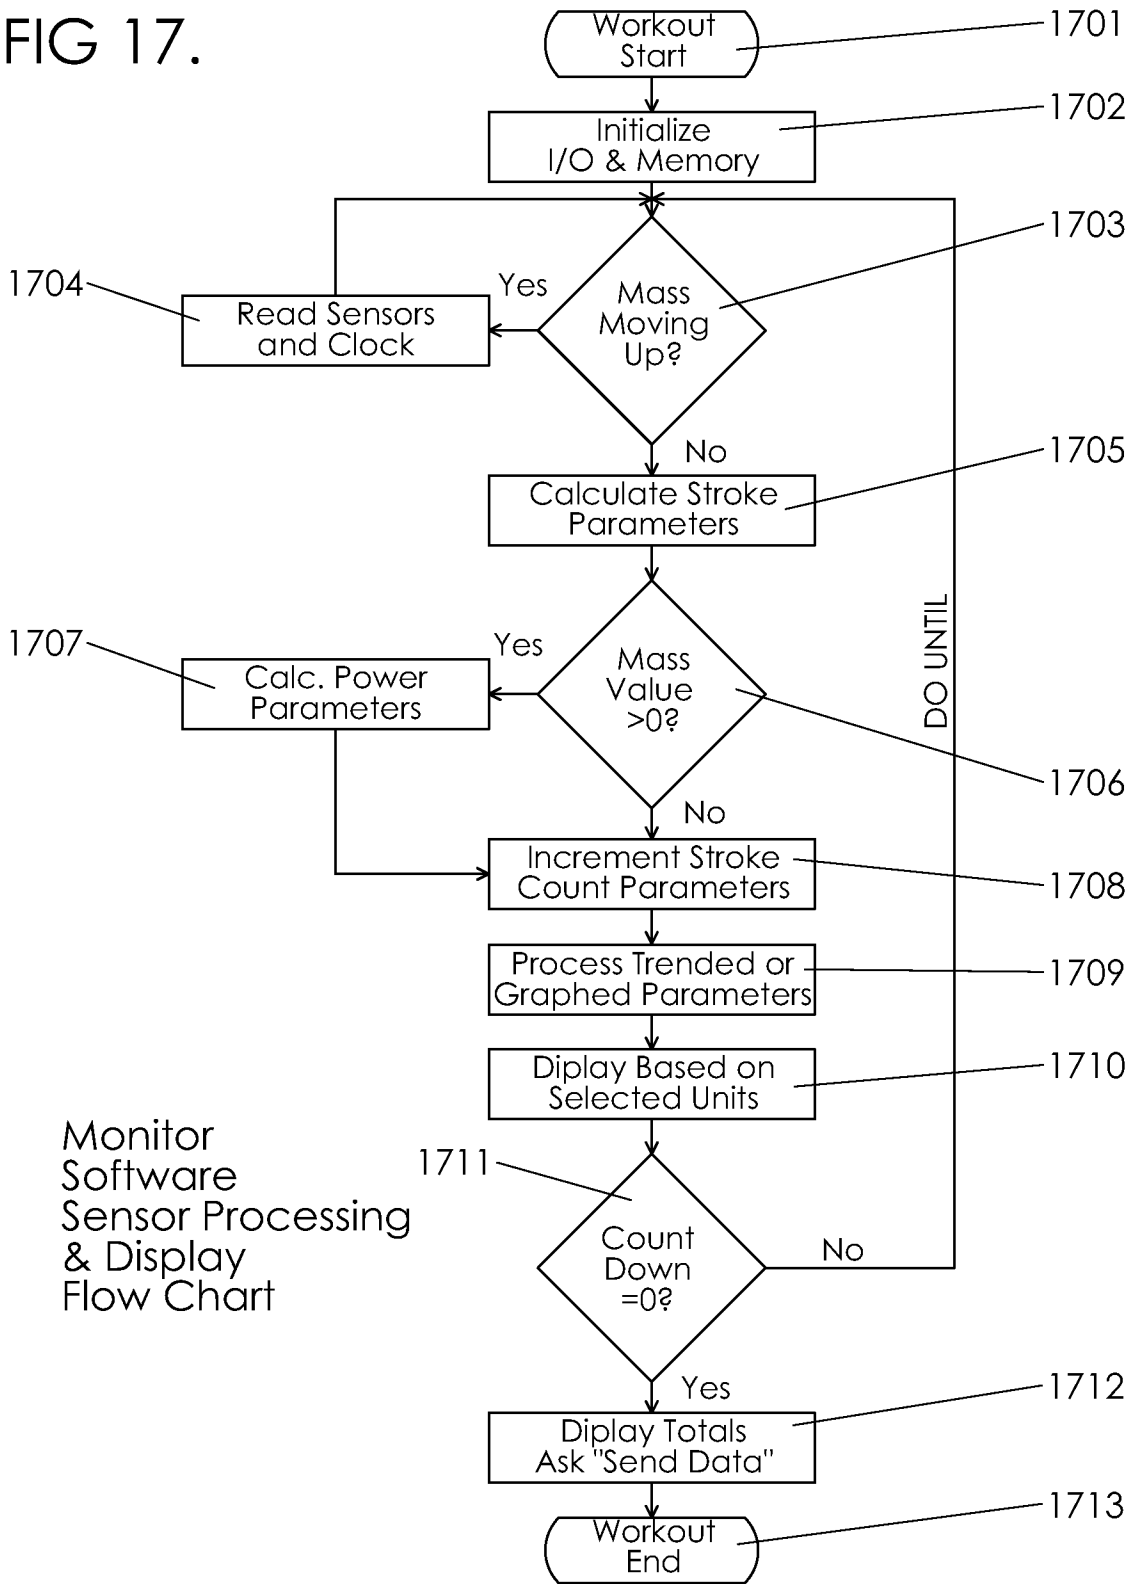 FIG 17.
Workout
Start
1701
Initialize
I/O & Memory
1702
Mass
Moving
Up?
1703
Yes
1704
Read Sensors
and Clock
No
Calculate Stroke
Parameters
1705
Mass
Value
>0?
1706
Yes
1707
Calc. Power
Parameters
No
Increment Stroke
Count Parameters
1708
Process Trended or
Graphed Parameters
1709
Diplay Based on
Selected Units
1710
1711
Count
Down
=0?
No
DO UNTIL
Yes
Diplay Totals
Ask "Send Data"
1712
Workout
End
1713
Monitor
Software
Sensor Processing
& Display
Flow Chart